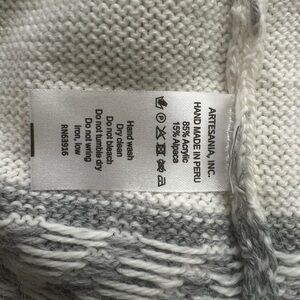 ARTESANIA, INC.
HAND MADE IN PERU
85% Acrylic
15% Alpaca
Hand wash
Dry clean
Do not bleach
Do not tumble dry
Do not wring
Iron, low
RN63916